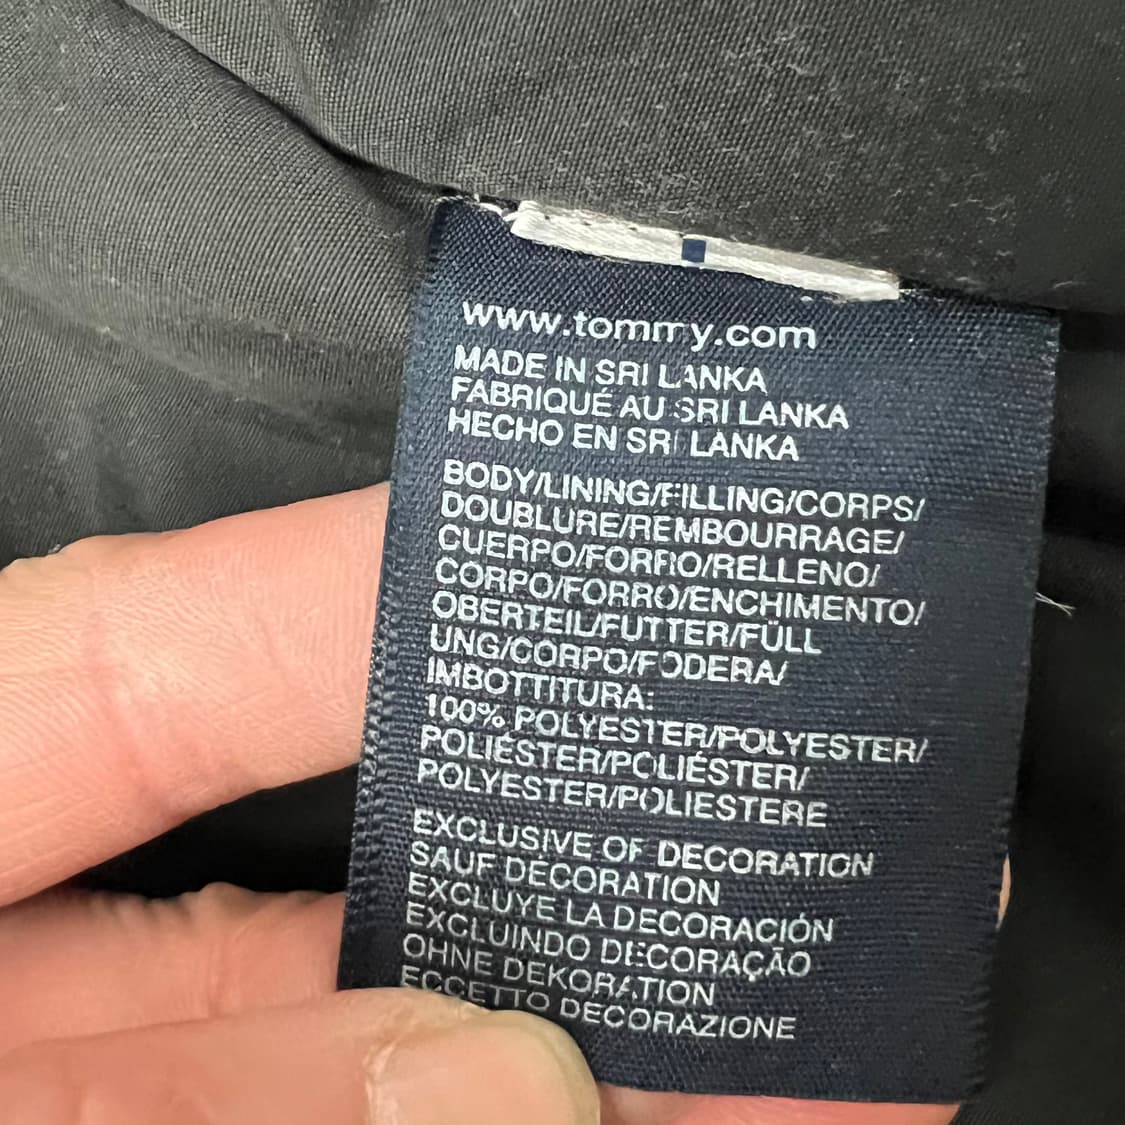 www.tommy.com
MADE IN SRI LANKA
FABRIQUÉ AU SRI LANKA
HECHO EN SRI LANKA
BODY/LINING/FILLING/CORPS/
DOUBLURE/REMBOURRAGE/
CUERPO/FORRO/RELLENO/
CORPO/FORRO/ENCHIMENTO/
OBERTEIL/FUTTER/FÜLL
UNG/CORPO/FODERA/
IMBOTTITURA:
100% POLYESTER/POLYESTER/
POLIÉSTER/POLIÉSTER/
POLYESTER/POLIESTERE
EXCLUSIVE OF DECORATION
SAUF DÉCORATION
EXCLUYE LA DECORACIÓN
EXCLUINDO DECORAÇÃO
OHNE DEKORATION
ECCETTO DECORAZIONE